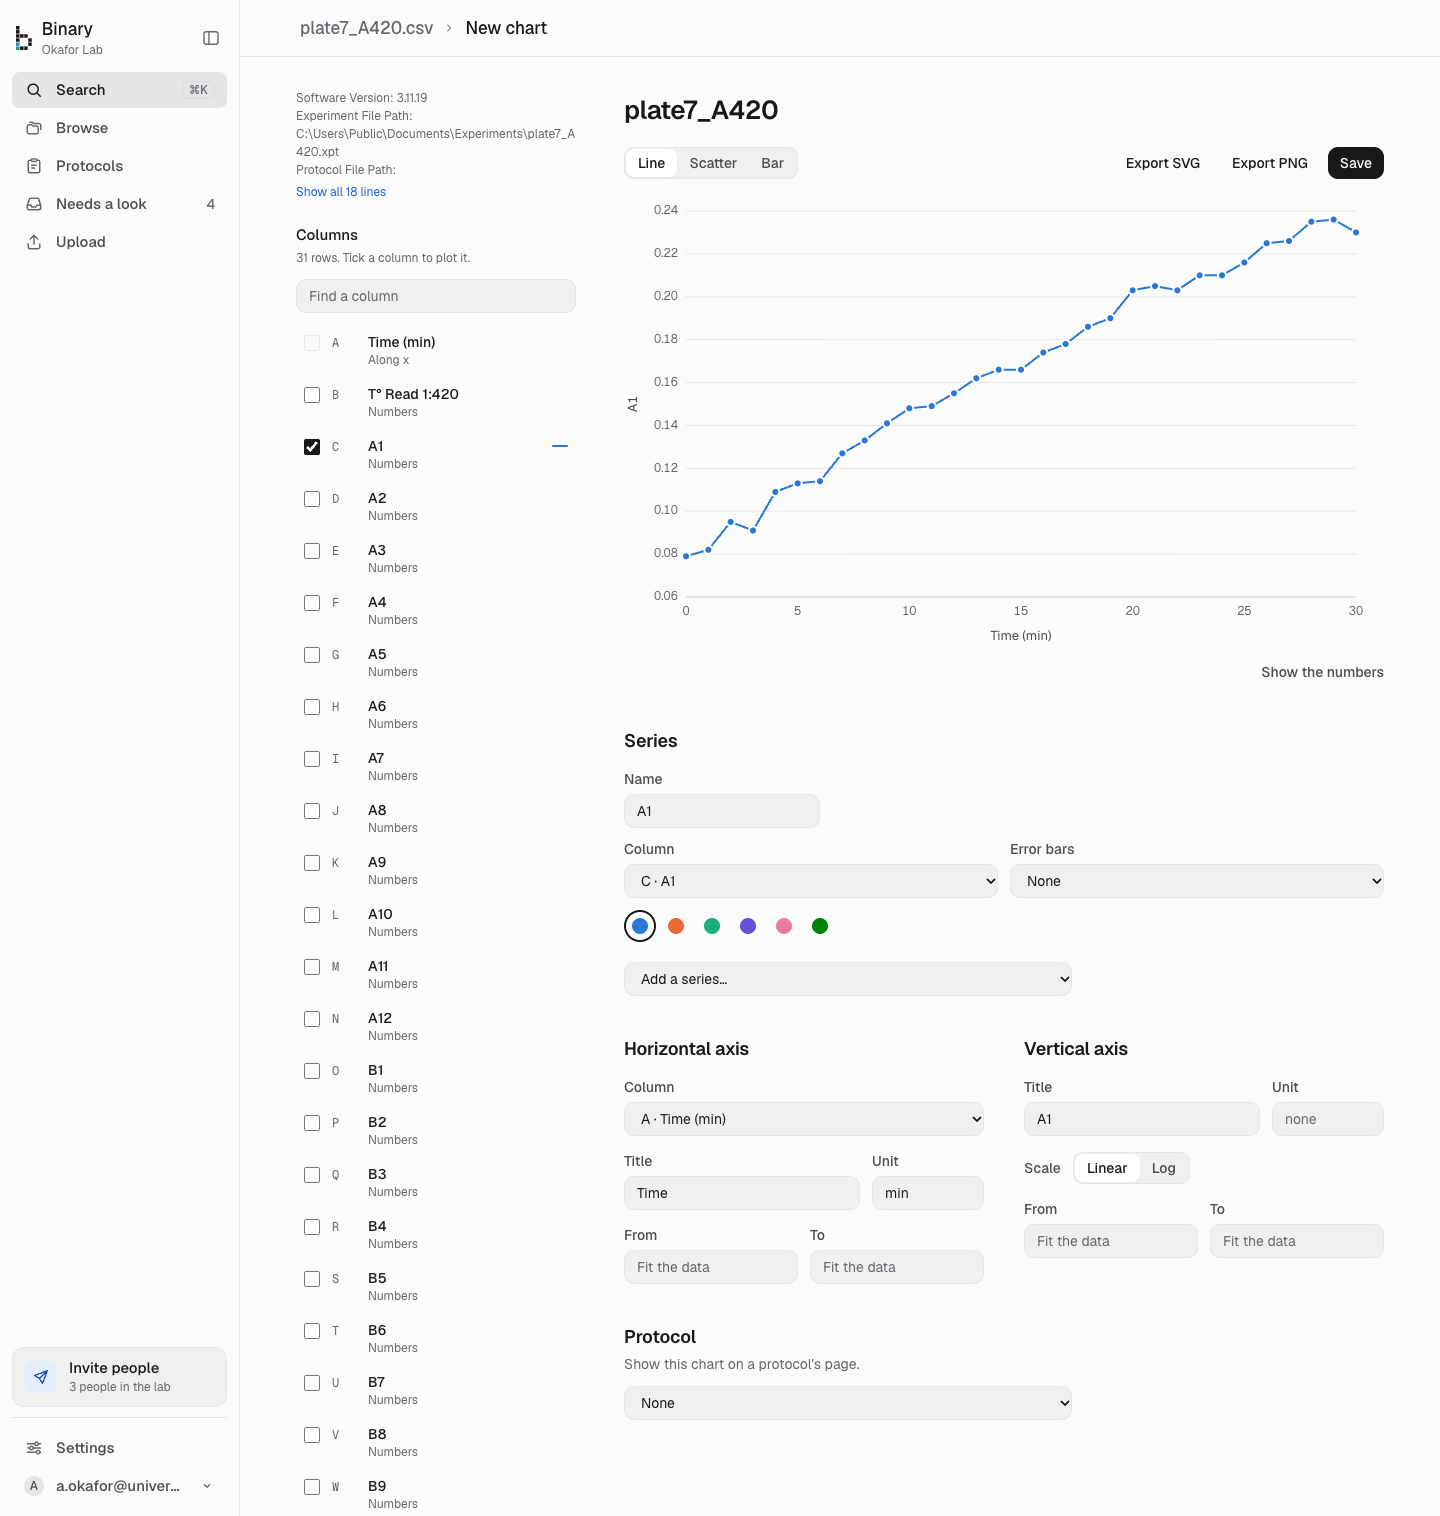 Binary
Okafor Lab
Search ⌘K
Browse
Protocols
Needs a look 4
Upload
Invite people
3 people in the lab
Settings
A a.okafor@univer...
plate7_A420.csv › New chart
Software Version: 3.11.19
Experiment File Path:
C:\Users\Public\Documents\Experiments\plate7_A
420.xpt
Protocol File Path:
Show all 18 lines
Columns
31 rows. Tick a column to plot it.
Find a column
A Time (min)
Along x
B T° Read 1:420
Numbers
C A1
Numbers
D A2
Numbers
E A3
Numbers
F A4
Numbers
G A5
Numbers
H A6
Numbers
I A7
Numbers
J A8
Numbers
K A9
Numbers
L A10
Numbers
M A11
Numbers
N A12
Numbers
O B1
Numbers
P B2
Numbers
Q B3
Numbers
R B4
Numbers
S B5
Numbers
T B6
Numbers
U B7
Numbers
V B8
Numbers
W B9
Numbers
plate7_A420
Line Scatter Bar
Export SVG Export PNG Save
0.24
0.22
0.20
0.18
0.16
0.14
0.12
0.10
0.08
0.06
A1
0 5 10 15 20 25 30
Time (min)
Show the numbers
Series
Name
A1
Column Error bars
C · A1 None
Add a series...
Horizontal axis
Column
A · Time (min)
Title Unit
Time min
From To
Fit the data Fit the data
Vertical axis
Title Unit
A1 none
Scale Linear Log
From To
Fit the data Fit the data
Protocol
Show this chart on a protocol's page.
None